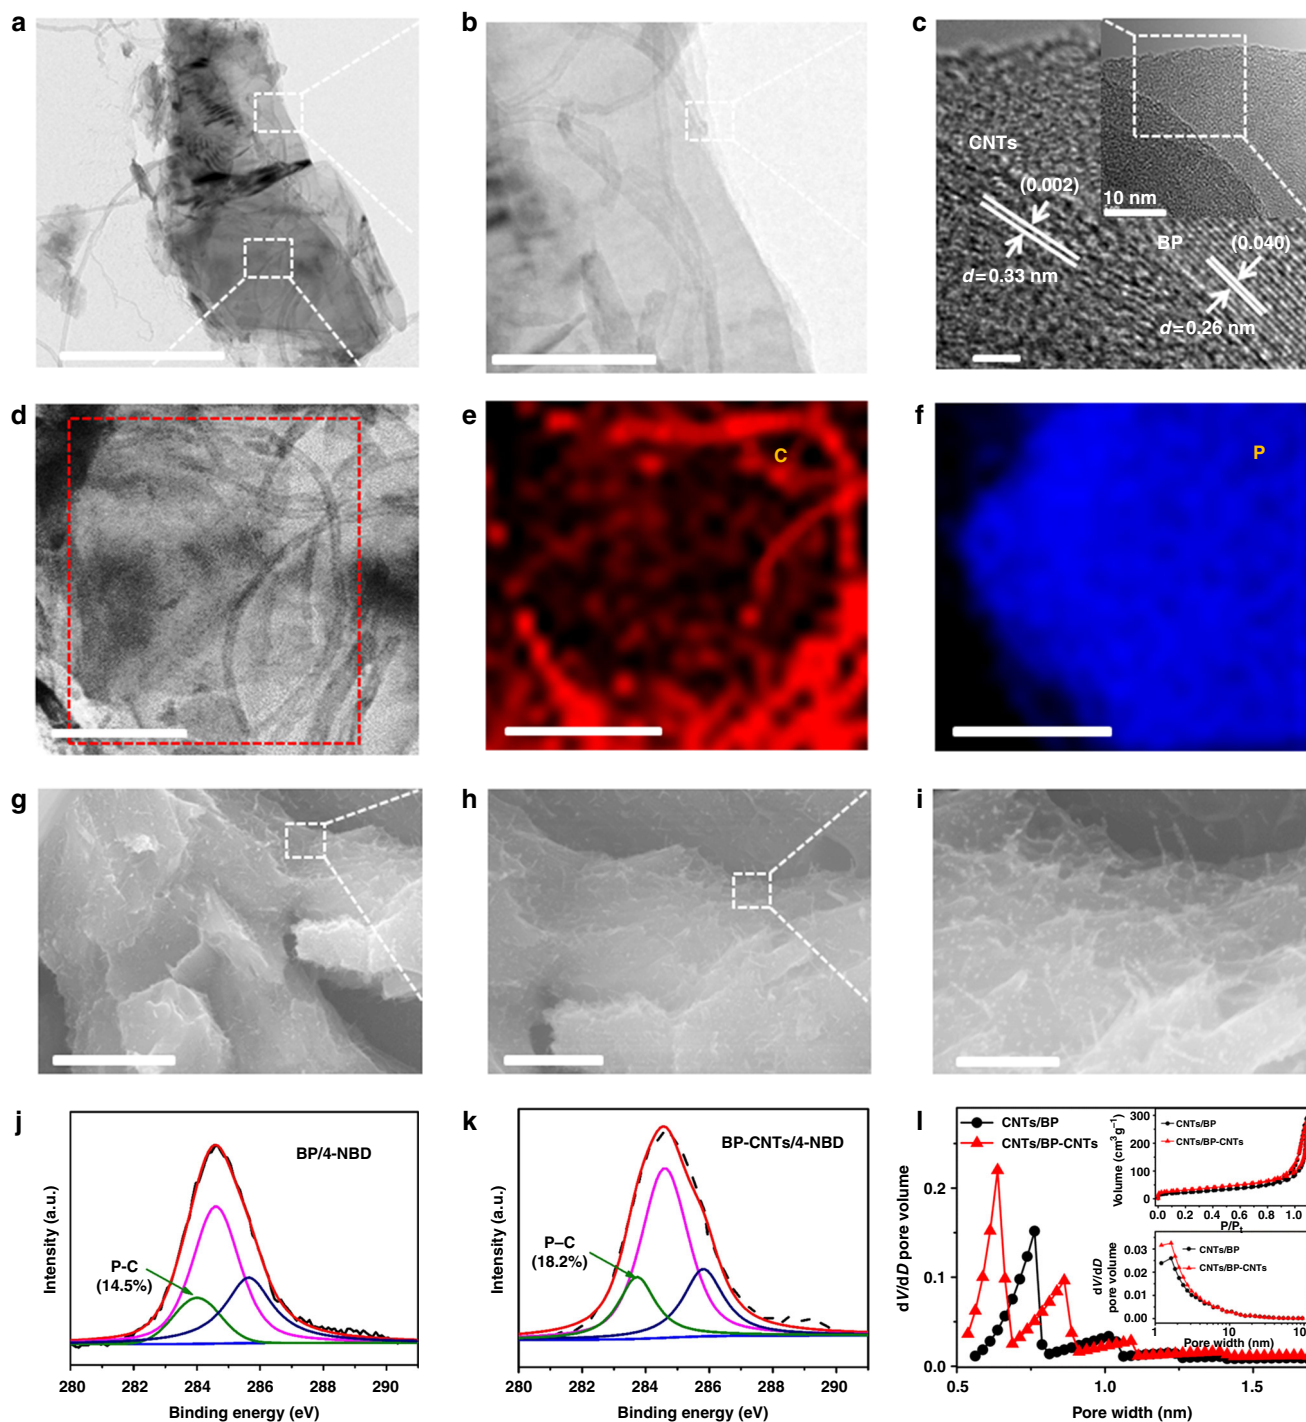 a
b
c
CNTs
(0.002)
d=0.33 nm
10 nm
BP
(0.040)
d=0.26 nm
d
e
C
f
P
g
h
i
j
BP/4-NBD
P-C
(14.5%)
Intensity (a.u.)
280 282 284 286 288 290
Binding energy (eV)
k
BP-CNTs/4-NBD
P–C
(18.2%)
Intensity (a.u.)
280 282 284 286 288 290
Binding energy (eV)
l
CNTs/BP
CNTs/BP-CNTs
dV/dD pore volume
0.2
0.1
0.0
0.5 1.0 1.5
Pore width (nm)
CNTs/BP
CNTs/BP-CNTs
Volume (cm³ g⁻¹)
300
200
100
0
0.0 0.2 0.4 0.6 0.8 1.0
CNTs/BP
CNTs/BP-CNTs
dV/dD
pore volume
0.03
0.02
0.01
0.00
1 10
Pore width (nm)